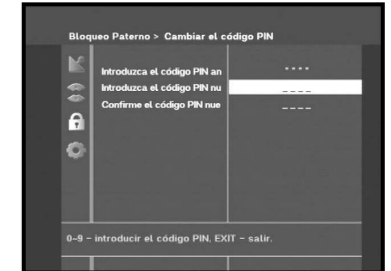 Bloqueo Paterno > Cambiar el código PIN
Introduzca el código PIN an * * * *
Introduzca el código PIN nu _ _ _ _
Confirme el código PIN nue _ _ _ _
0-9 - introducir el código PIN, EXIT - salir.